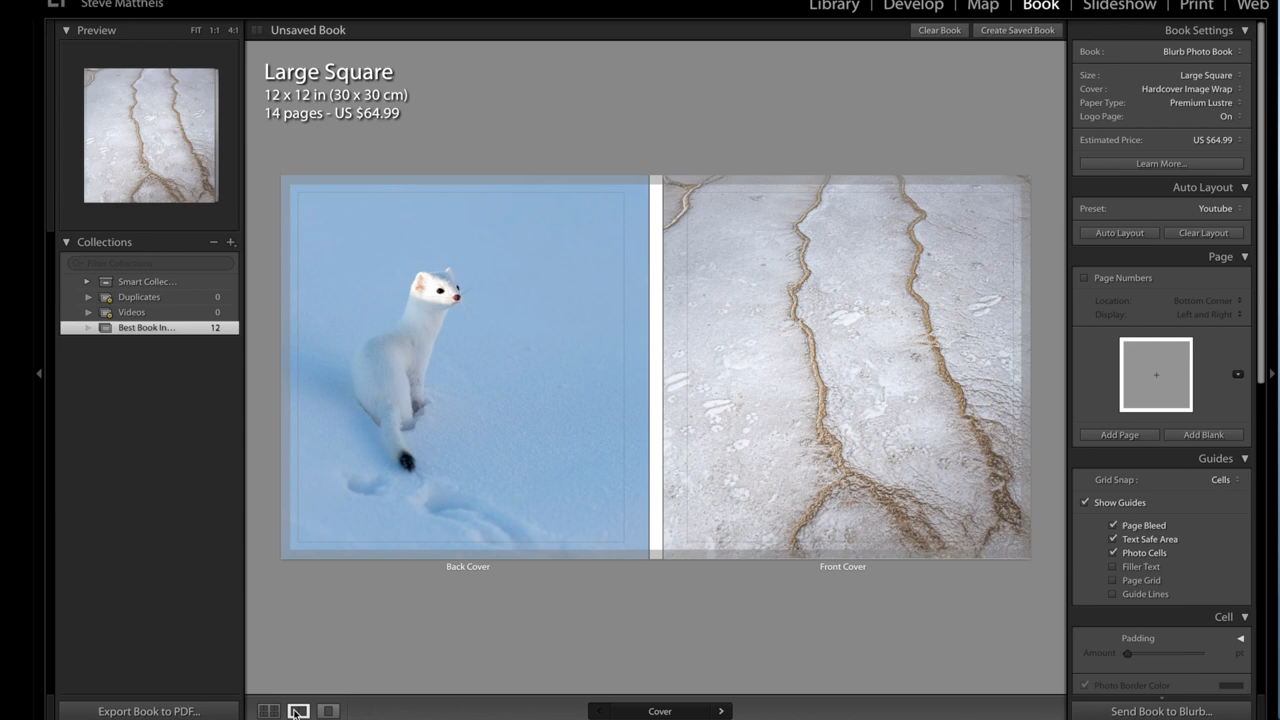 Steve Mattheis
Library | Develop | Map | Book | Slideshow | Print | Web
Preview FIT 1:1 4:1
Collections
Smart Collec...
Duplicates 0
Videos 0
Best Book In... 12
Export Book to PDF...
Unsaved Book
Clear Book
Create Saved Book
Large Square
12 x 12 in (30 x 30 cm)
14 pages - US $64.99
Back Cover
Front Cover
Cover
Book Settings
Book : Blurb Photo Book
Size : Large Square
Cover : Hardcover Image Wrap
Paper Type: Premium Lustre
Logo Page: On
Estimated Price: US $64.99
Learn More...
Auto Layout
Preset: Youtube
Auto Layout Clear Layout
Page
Page Numbers
Location: Bottom Corner
Display: Left and Right
Add Page Add Blank
Guides
Grid Snap : Cells
Show Guides
Page Bleed
Text Safe Area
Photo Cells
Filler Text
Page Grid
Guide Lines
Cell
Padding
Amount pt
Photo Border Color
Send Book to Blurb...